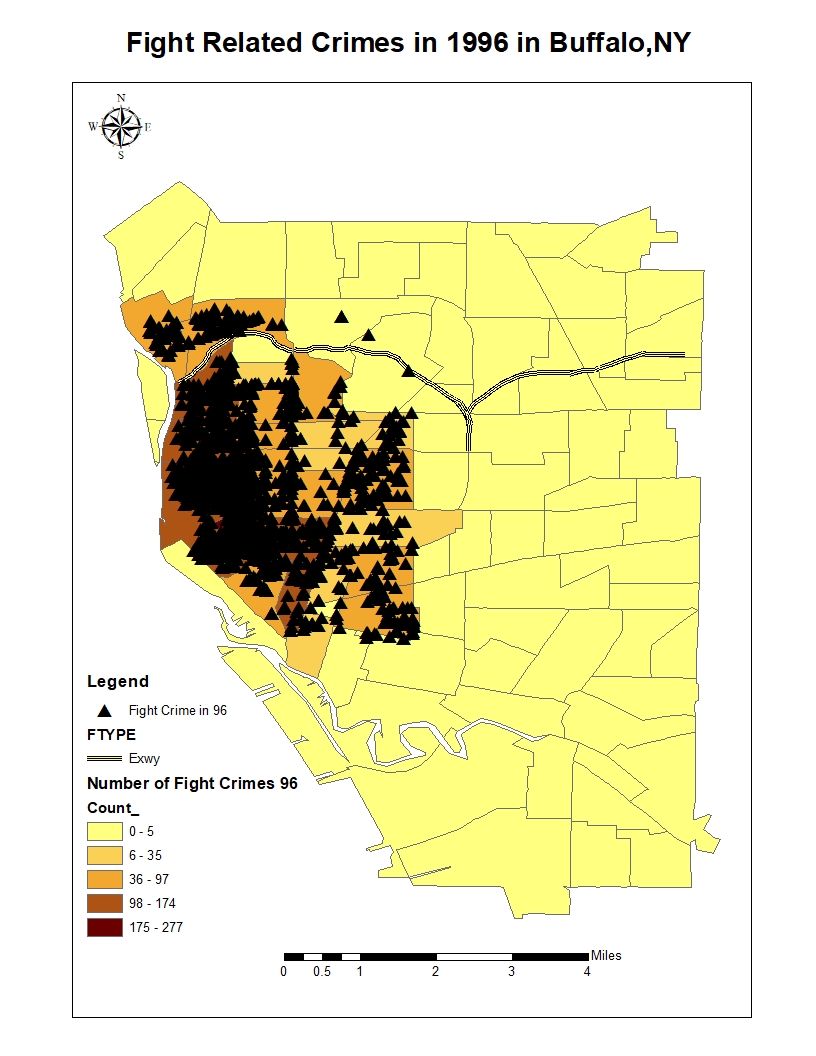 Fight Related Crimes in 1996 in Buffalo,NY
N
W E
S
Legend
Fight Crime in 96
FTYPE
Exwy
Number of Fight Crimes 96
Count_
0 - 5
6 - 35
36 - 97
98 - 174
175 - 277
Miles
0 0.5 1 2 3 4